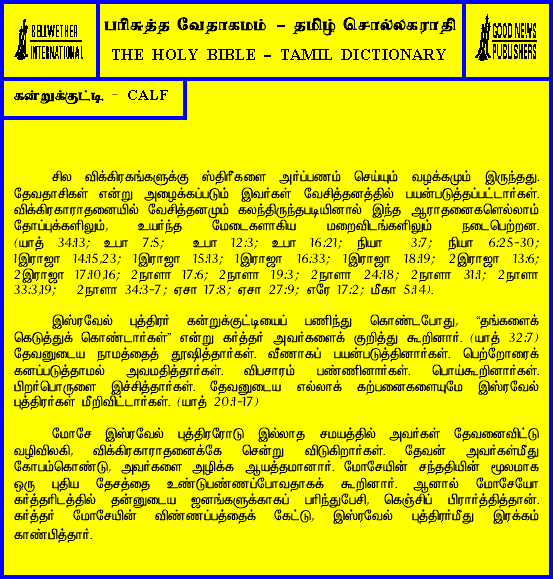 BELLWETHER
INTERNATIONAL
பரிசுத்த வேதாகமம் - தமிழ் சொல்லகராதி
THE HOLY BIBLE - TAMIL DICTIONARY
GOOD NEWS
PUBLISHERS
கன்றுக்குட்டி - CALF
சில விக்கிரகங்களுக்கு ஸ்திரீகளை அர்ப்பணம் செய்யும் வழக்கமும் இருந்தது.
தேவதாசிகள் என்று அழைக்கப்படும் இவர்கள் வேசித்தனத்தில் பயன்படுத்தப்பட்டார்கள்.
விக்கிரகாராதனையில் வேசித்தனமும் கலந்திருந்தபடியினால் இந்த ஆராதனைகளெல்லாம்
தோப்புக்களிலும், உயர்ந்த மேடைகளாகிய மறைவிடங்களிலும் நடைபெற்றன.
(யாத் 34:13; உபா 7:5; உபா 12:3; உபா 16:21; நியா 3:7; நியா 6:25-30;
1இராஜா 14:15,23; 1இராஜா 15:13; 1இராஜா 16:33; 1இராஜா 18:19; 2இராஜா 13:6;
2இராஜா 17:10,16; 2நாளா 17:6; 2நாளா 19:3; 2நாளா 24:18; 2நாளா 31:1; 2நாளா
33:3,19; 2நாளா 34:3-7; ஏசா 17:8; ஏசா 27:9; எரே 17:2; மீகா 5:14).
இஸ்ரவேல் புத்திரர் கன்றுக்குட்டியைப் பணிந்து கொண்டபோது, "தங்களைக்
கெடுத்துக் கொண்டார்கள்" என்று கர்த்தர் அவர்களைக் குறித்து கூறினார். (யாத் 32:7)
தேவனுடைய நாமத்தைத் தூஷித்தார்கள். வீணாகப் பயன்படுத்தினார்கள். பெற்றோரைக்
கனப்படுத்தாமல் அவமதித்தார்கள். விபசாரம் பண்ணினார்கள். பொய்கூறினார்கள்.
பிறர்பொருளை இச்சித்தார்கள். தேவனுடைய எல்லாக் கற்பனைகளையுமே இஸ்ரவேல்
புத்திரர்கள் மீறிவிட்டார்கள். (யாத் 20:1-17)
மோசே இஸ்ரவேல் புத்திரரோடு இல்லாத சமயத்தில் அவர்கள் தேவனைவிட்டு
வழிவிலகி, விக்கிரகாராதனைக்கே சென்று விடுகிறார்கள். தேவன் அவர்கள்மீது
கோபம்கொண்டு, அவர்களை அழிக்க ஆயத்தமானார். மோசேயின் சந்ததியின் மூலமாக
ஒரு புதிய தேசத்தை உண்டுபண்ணப்போவதாகக் கூறினார். ஆனால் மோசேயோ
கர்த்தரிடத்தில் தன்னுடைய ஜனங்களுக்காகப் பரிந்துபேசி, கெஞ்சிப் பிரார்த்தித்தான்.
கர்த்தர் மோசேயின் விண்ணப்பத்தைக் கேட்டு, இஸ்ரவேல் புத்திரர்மீது இரக்கம்
காண்பித்தார்.